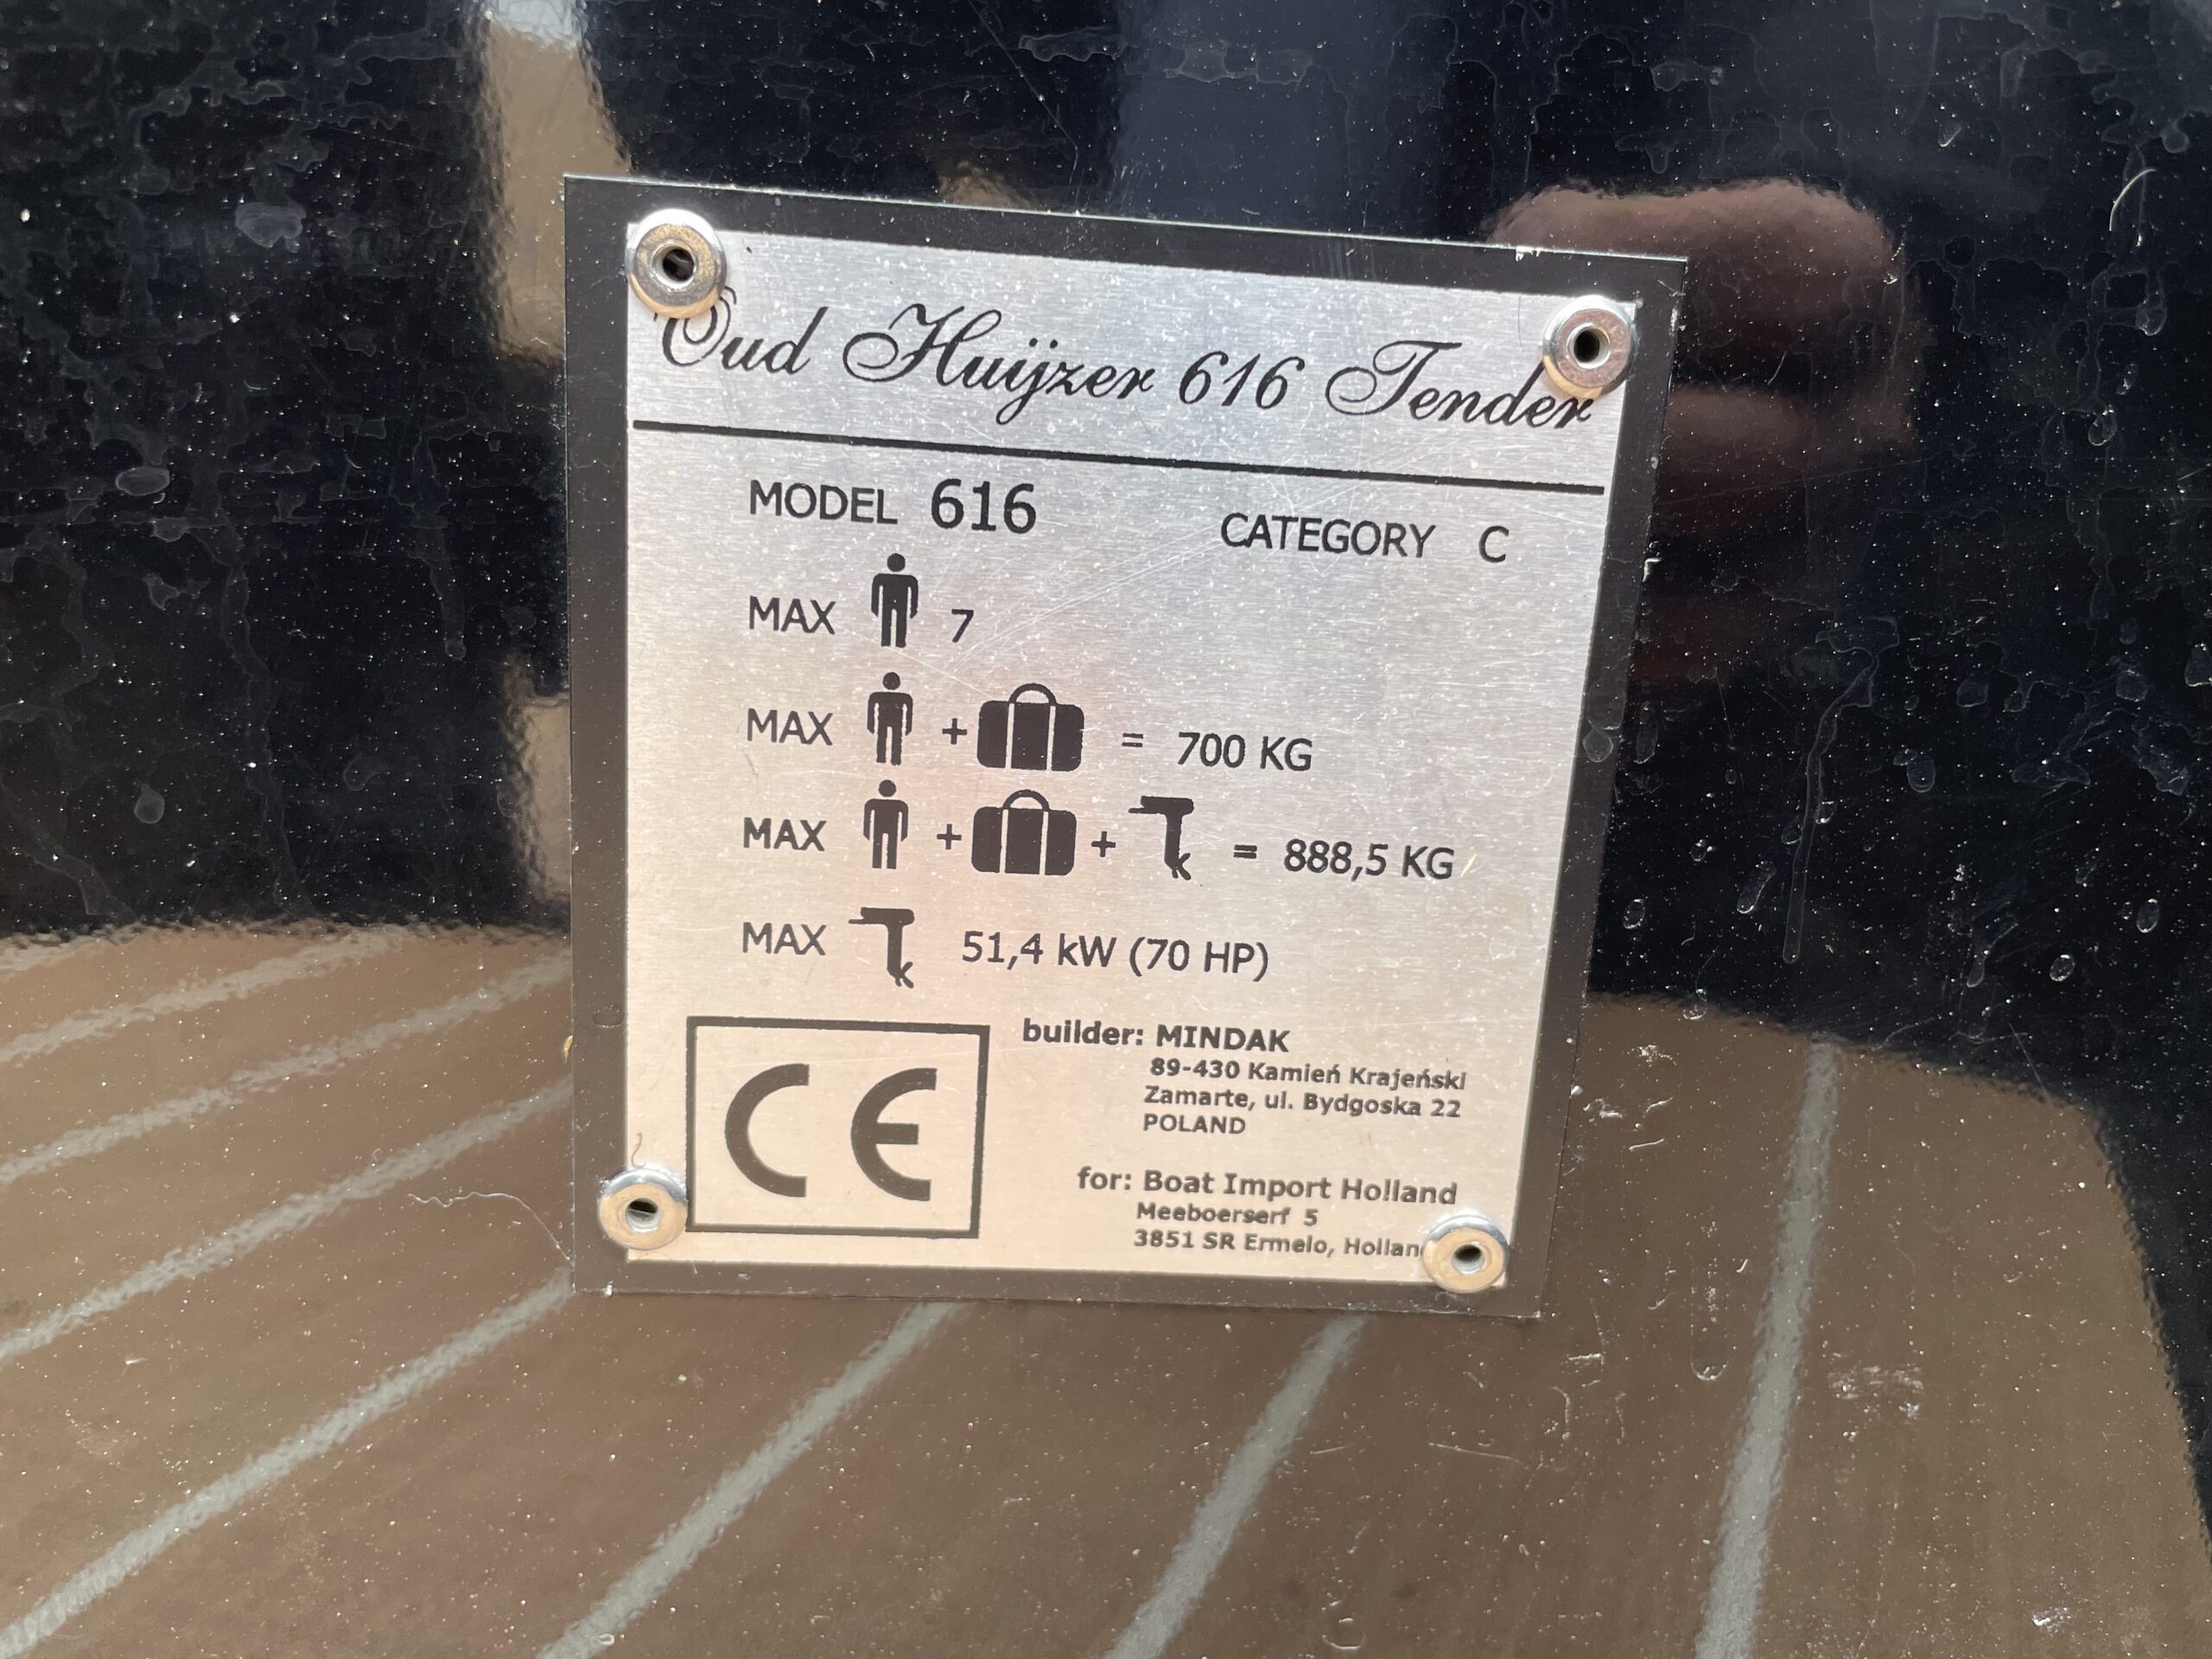 Oud Huijzer 616 Tender
MODEL 616 CATEGORY C
MAX 7
MAX + = 700 KG
MAX + + = 888,5 KG
MAX 51,4 kW (70 HP)
CE
builder: MINDAK
89-430 Kamień Krajeński
Zamarte, ul. Bydgoska 22
POLAND
for: Boat Import Holland
Meeboerserf 5
3851 SR Ermelo, Holland